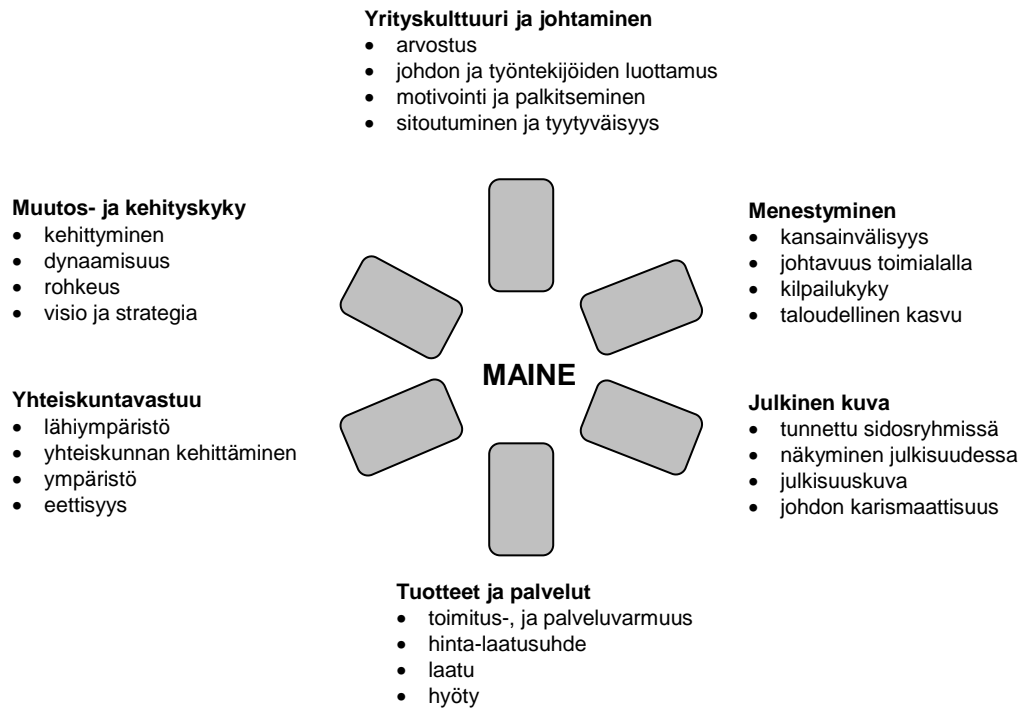 Yrityskulttuuri ja johtaminen
• arvostus
• johdon ja työntekijöiden luottamus
• motivointi ja palkitseminen
• sitoutuminen ja tyytyväisyys
Muutos- ja kehityskyky
• kehittyminen
• dynaamisuus
• rohkeus
• visio ja strategia
Menestyminen
• kansainvälisyys
• johtavuus toimialalla
• kilpailukyky
• taloudellinen kasvu
MAINE
Yhteiskuntavastuu
• lähiympäristö
• yhteiskunnan kehittäminen
• ympäristö
• eettisyys
Julkinen kuva
• tunnettu sidosryhmissä
• näkyminen julkisuudessa
• julkisuuskuva
• johdon karismaattisuus
Tuotteet ja palvelut
• toimitus-, ja palveluvarmuus
• hinta-laatusuhde
• laatu
• hyöty